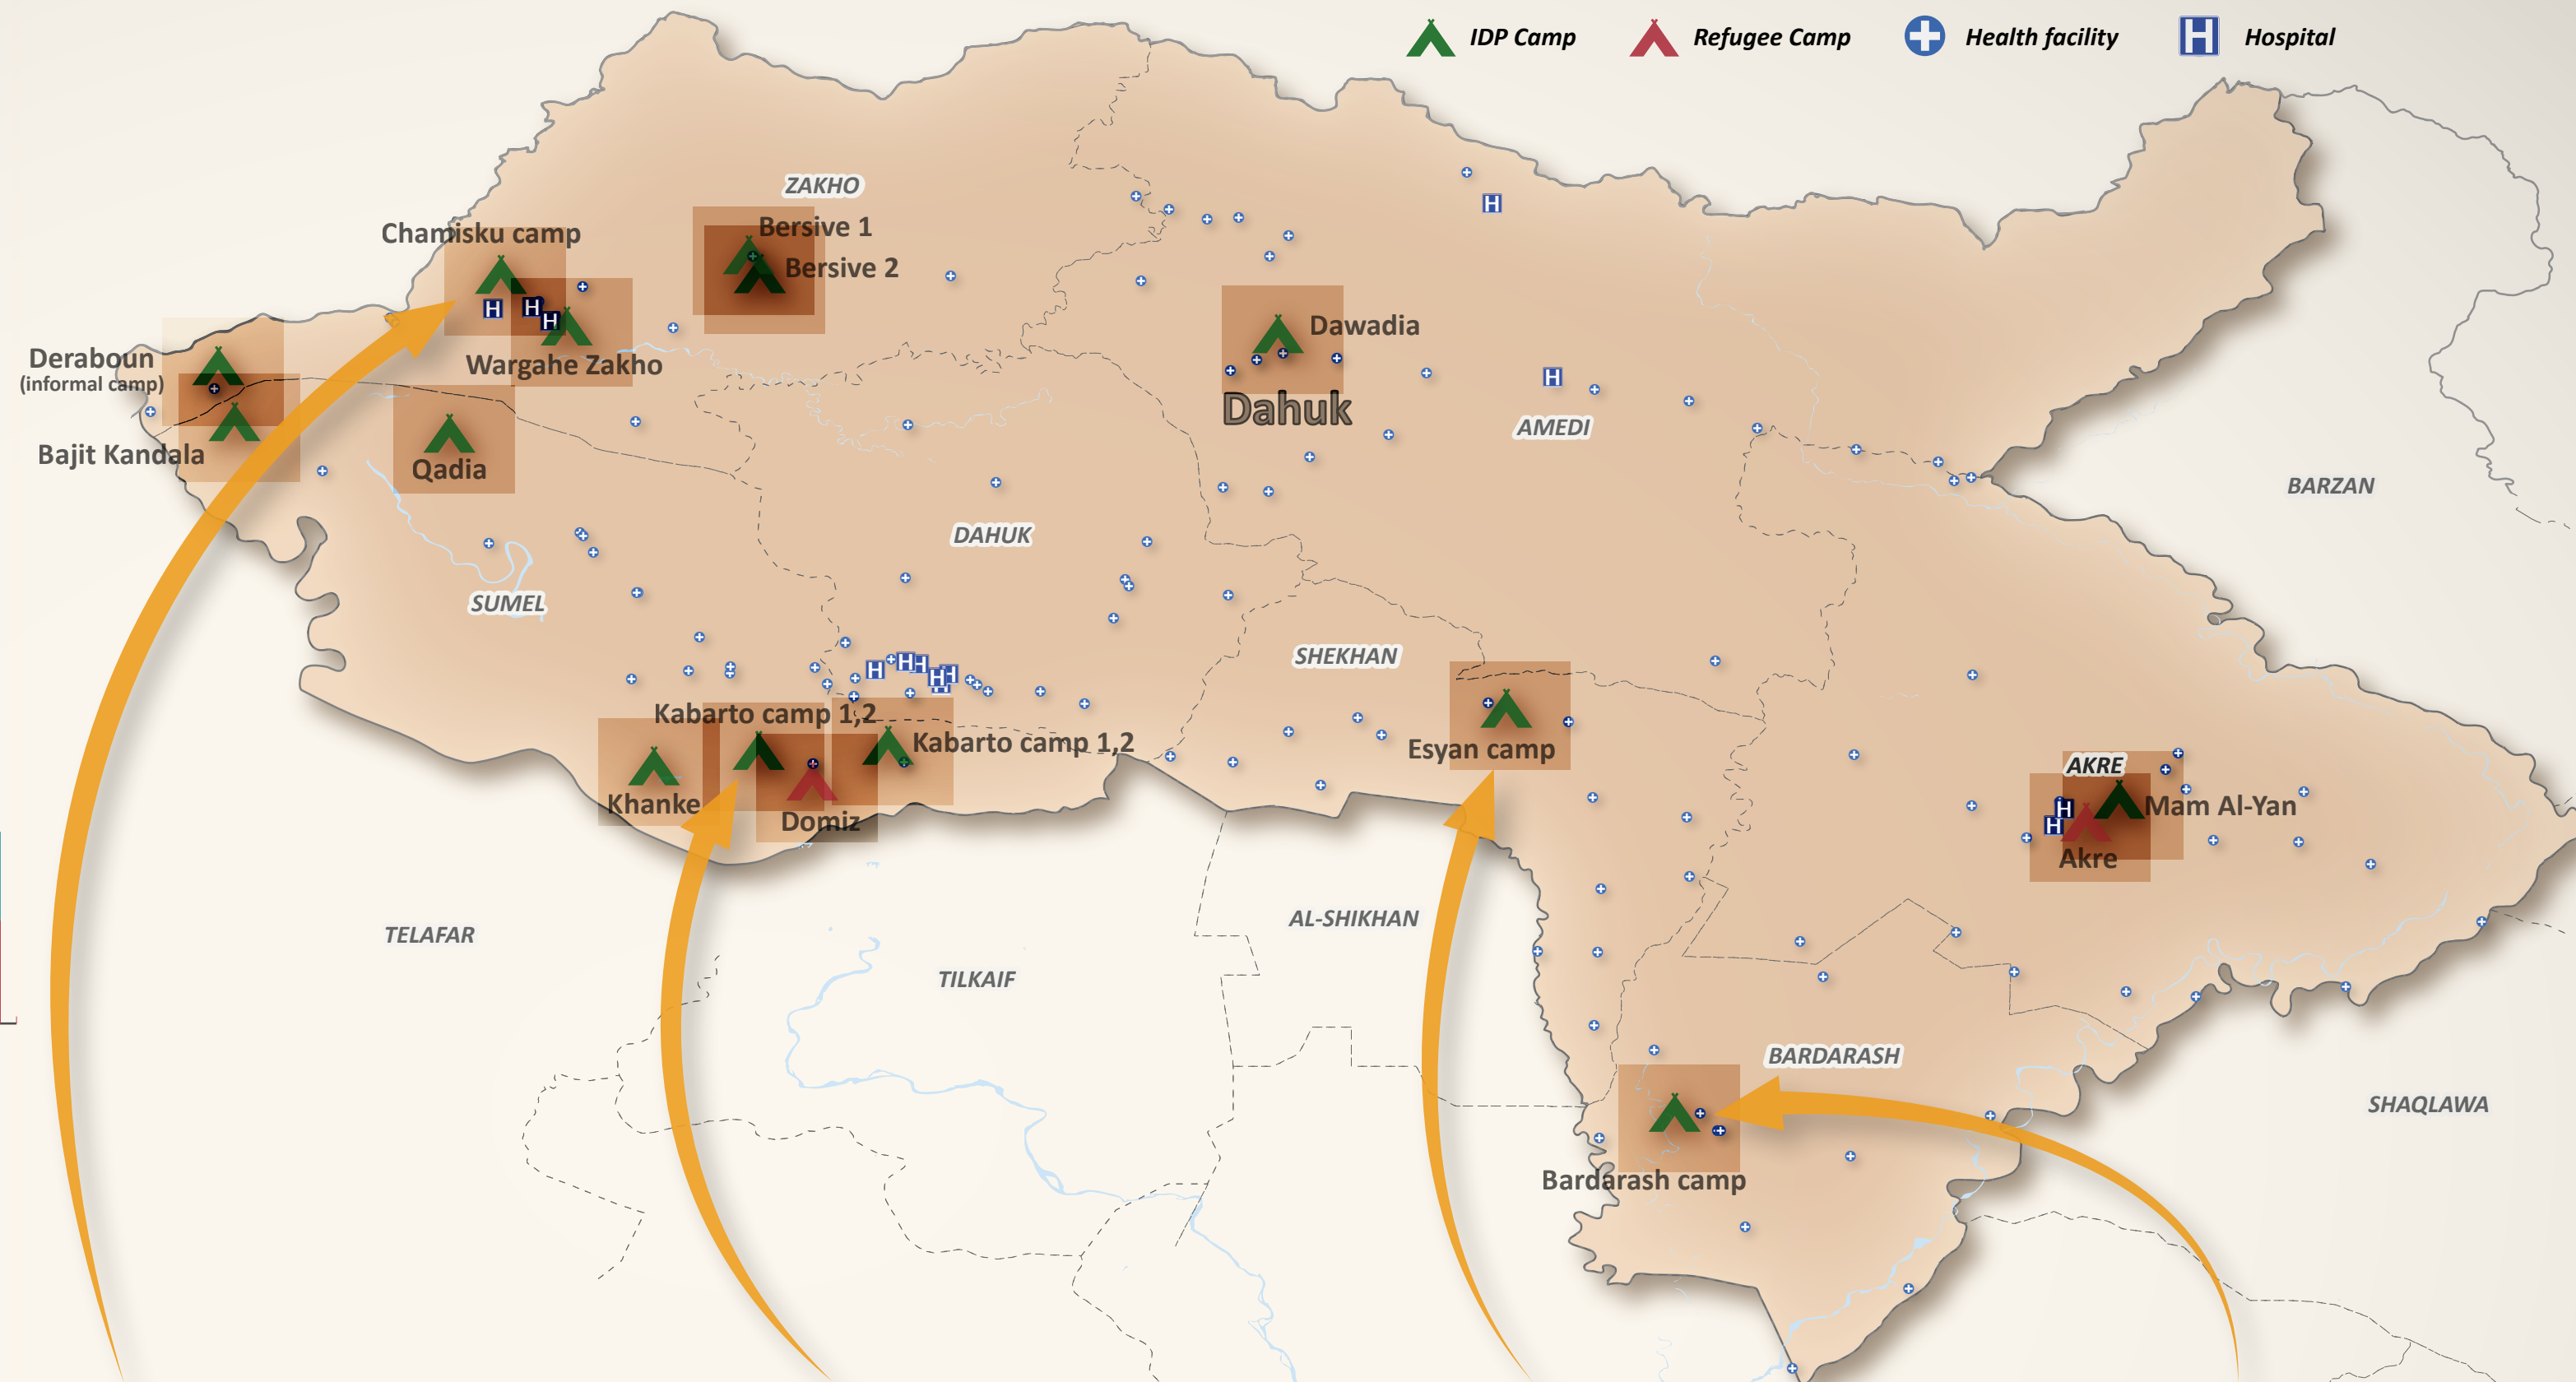 IDP Camp
Refugee Camp
Health facility
H
Hospital
H
ZAKHO
Chamisku camp
Bersive 1
Bersive 2
H
H
H
Wargahe Zakho
Deraboun
(informal camp)
Bajit Kandala
Qadia
Dawadia
Dahuk
H
AMEDI
BARZAN
DAHUK
SUMEL
SHEKHAN
H
H
H
H
H
H
Kabarto camp 1,2
Kabarto camp 1,2
Khanke
Domiz
Esyan camp
AKRE
Mam Al-Yan
H
H
Akre
TELAFAR
TILKAIF
AL-SHIKHAN
BARDARASH
Bardarash camp
SHAQLAWA